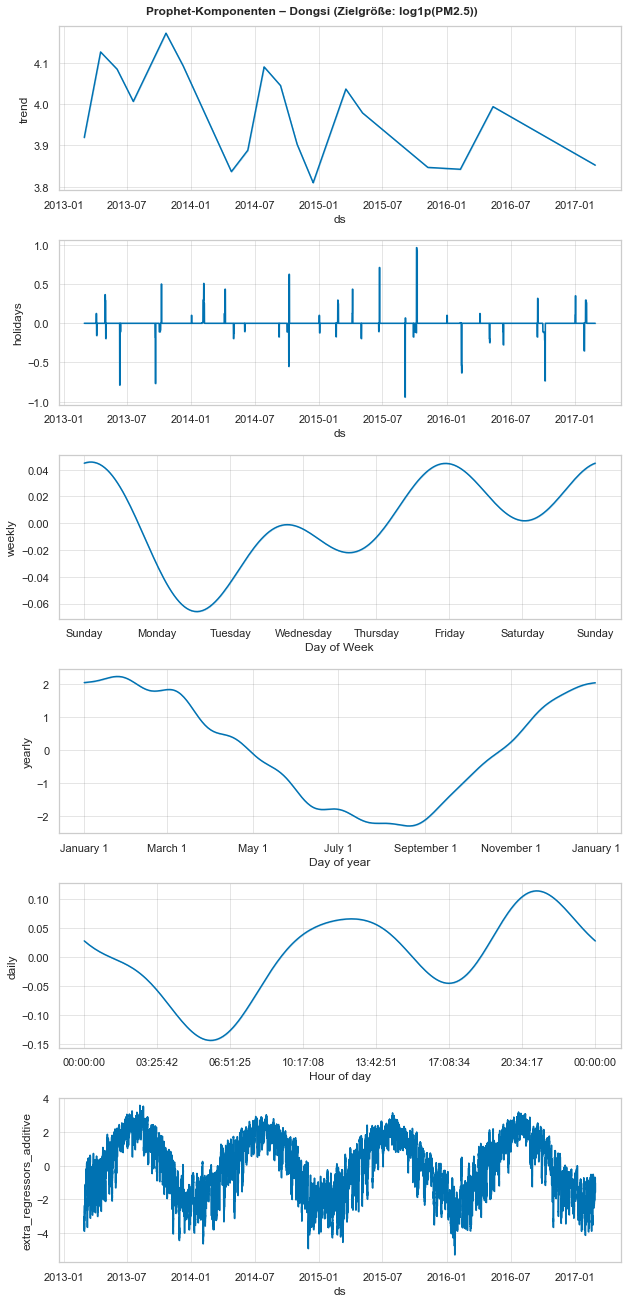 Prophet-Komponenten – Dongsi (Zielgröße: log1p(PM2.5))
4.1
4.0
3.9
3.8
trend
2013-01 2013-07 2014-01 2014-07 2015-01 2015-07 2016-01 2016-07 2017-01
ds
1.0
0.5
0.0
−0.5
−1.0
holidays
2013-01 2013-07 2014-01 2014-07 2015-01 2015-07 2016-01 2016-07 2017-01
ds
0.04
0.02
0.00
−0.02
−0.04
−0.06
weekly
Sunday Monday Tuesday Wednesday Thursday Friday Saturday Sunday
Day of Week
2
1
0
−1
−2
yearly
January 1 March 1 May 1 July 1 September 1 November 1 January 1
Day of year
0.10
0.05
0.00
−0.05
−0.10
−0.15
daily
00:00:00 03:25:42 06:51:25 10:17:08 13:42:51 17:08:34 20:34:17 00:00:00
Hour of day
4
2
0
−2
−4
extra_regressors_additive
2013-01 2013-07 2014-01 2014-07 2015-01 2015-07 2016-01 2016-07 2017-01
ds